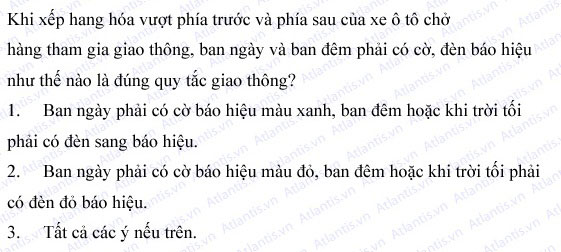 Khi xếp hang hóa vượt phía trước và phía sau của xe ô tô chở
hàng tham gia giao thông, ban ngày và ban đêm phải có cờ, đèn báo hiệu
như thế nào là đúng quy tắc giao thông?
1. Ban ngày phải có cờ báo hiệu màu xanh, ban đêm hoặc khi trời tối
phải có đèn sang báo hiệu.
2. Ban ngày phải có cờ báo hiệu màu đỏ, ban đêm hoặc khi trời tối phải
có đèn đỏ báo hiệu.
3. Tất cả các ý nếu trên.